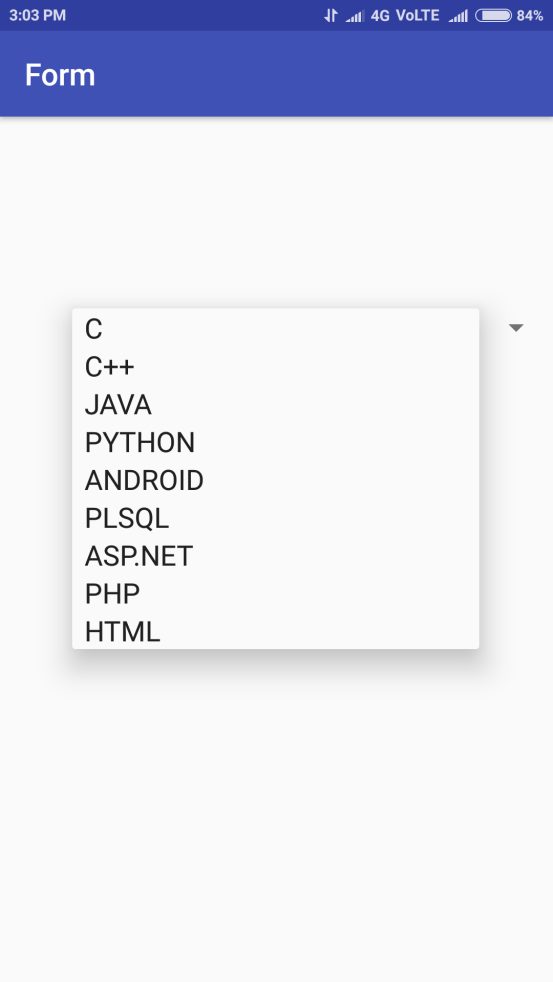 3:03 PM 4G VoLTE 84%
Form
C
C++
JAVA
PYTHON
ANDROID
PLSQL
ASP.NET
PHP
HTML